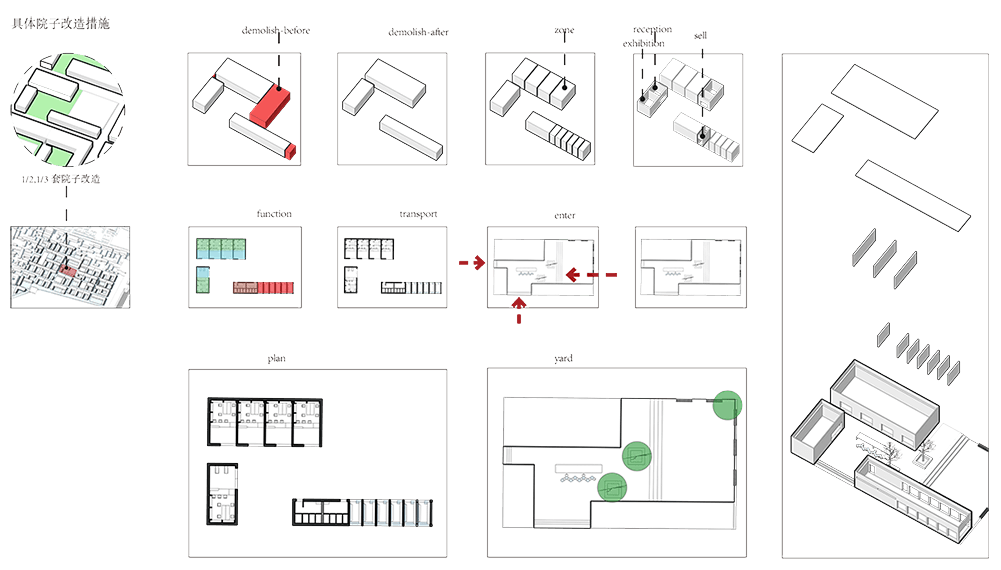 具体院子改造措施
demolish-before
demolish-after
zone
reception
exhibition
sell
1/2,1/3 套院子改造
function
transport
enter
plan
yard